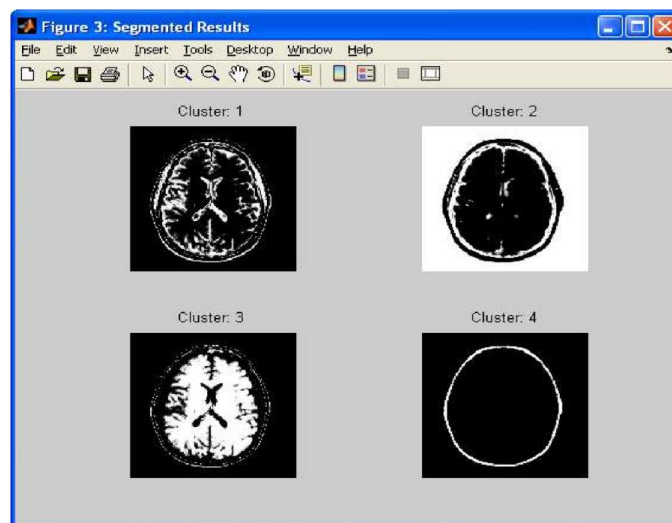 Figure 3: Segmented Results
File Edit View Insert Tools Desktop Window Help
Cluster: 1
Cluster: 2
Cluster: 3
Cluster: 4